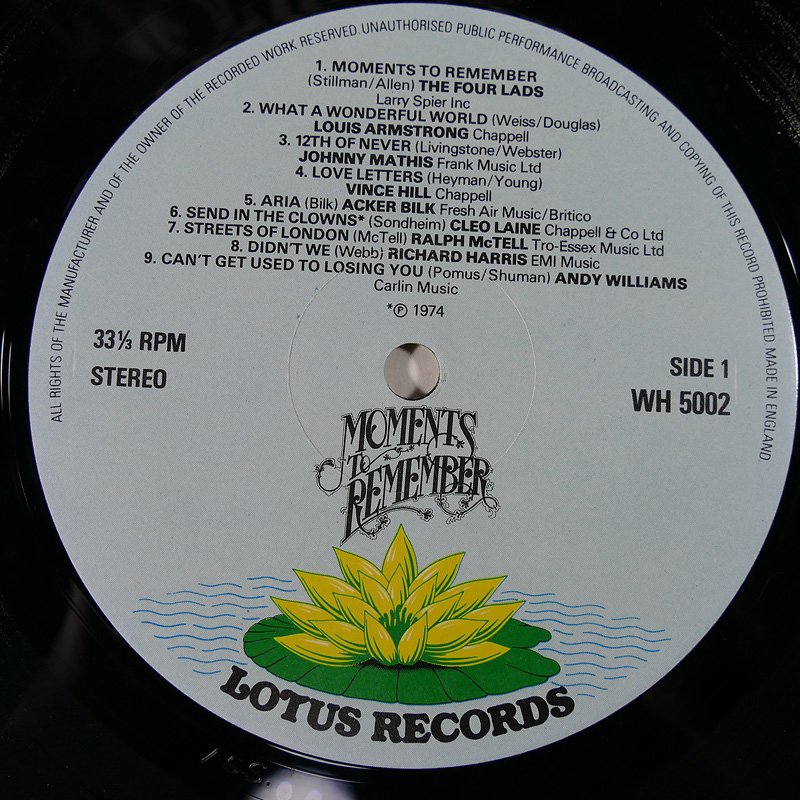 ALL RIGHTS OF THE MANUFACTURER AND OF THE OWNER OF THE RECORDED WORK RESERVED. UNAUTHORISED PUBLIC PERFORMANCE BROADCASTING AND COPYING OF THIS RECORD PROHIBITED. MADE IN ENGLAND
1. MOMENTS TO REMEMBER
(Stillman/Allen) THE FOUR LADS
Larry Spier Inc
2. WHAT A WONDERFUL WORLD (Weiss/Douglas)
LOUIS ARMSTRONG Chappell
3. 12TH OF NEVER (Livingstone/Webster)
JOHNNY MATHIS Frank Music Ltd
4. LOVE LETTERS (Heyman/Young)
VINCE HILL Chappell
5. ARIA (Bilk) ACKER BILK Fresh Air Music/Britico
6. SEND IN THE CLOWNS* (Sondheim) CLEO LAINE Chappell & Co Ltd
7. STREETS OF LONDON (McTell) RALPH McTELL Tro-Essex Music Ltd
8. DIDN'T WE (Webb) RICHARD HARRIS EMI Music
9. CAN'T GET USED TO LOSING YOU (Pomus/Shuman) ANDY WILLIAMS
Carlin Music
*℗ 1974
33⅓ RPM
STEREO
SIDE 1
WH 5002
MOMENTS
TO
REMEMBER
LOTUS RECORDS